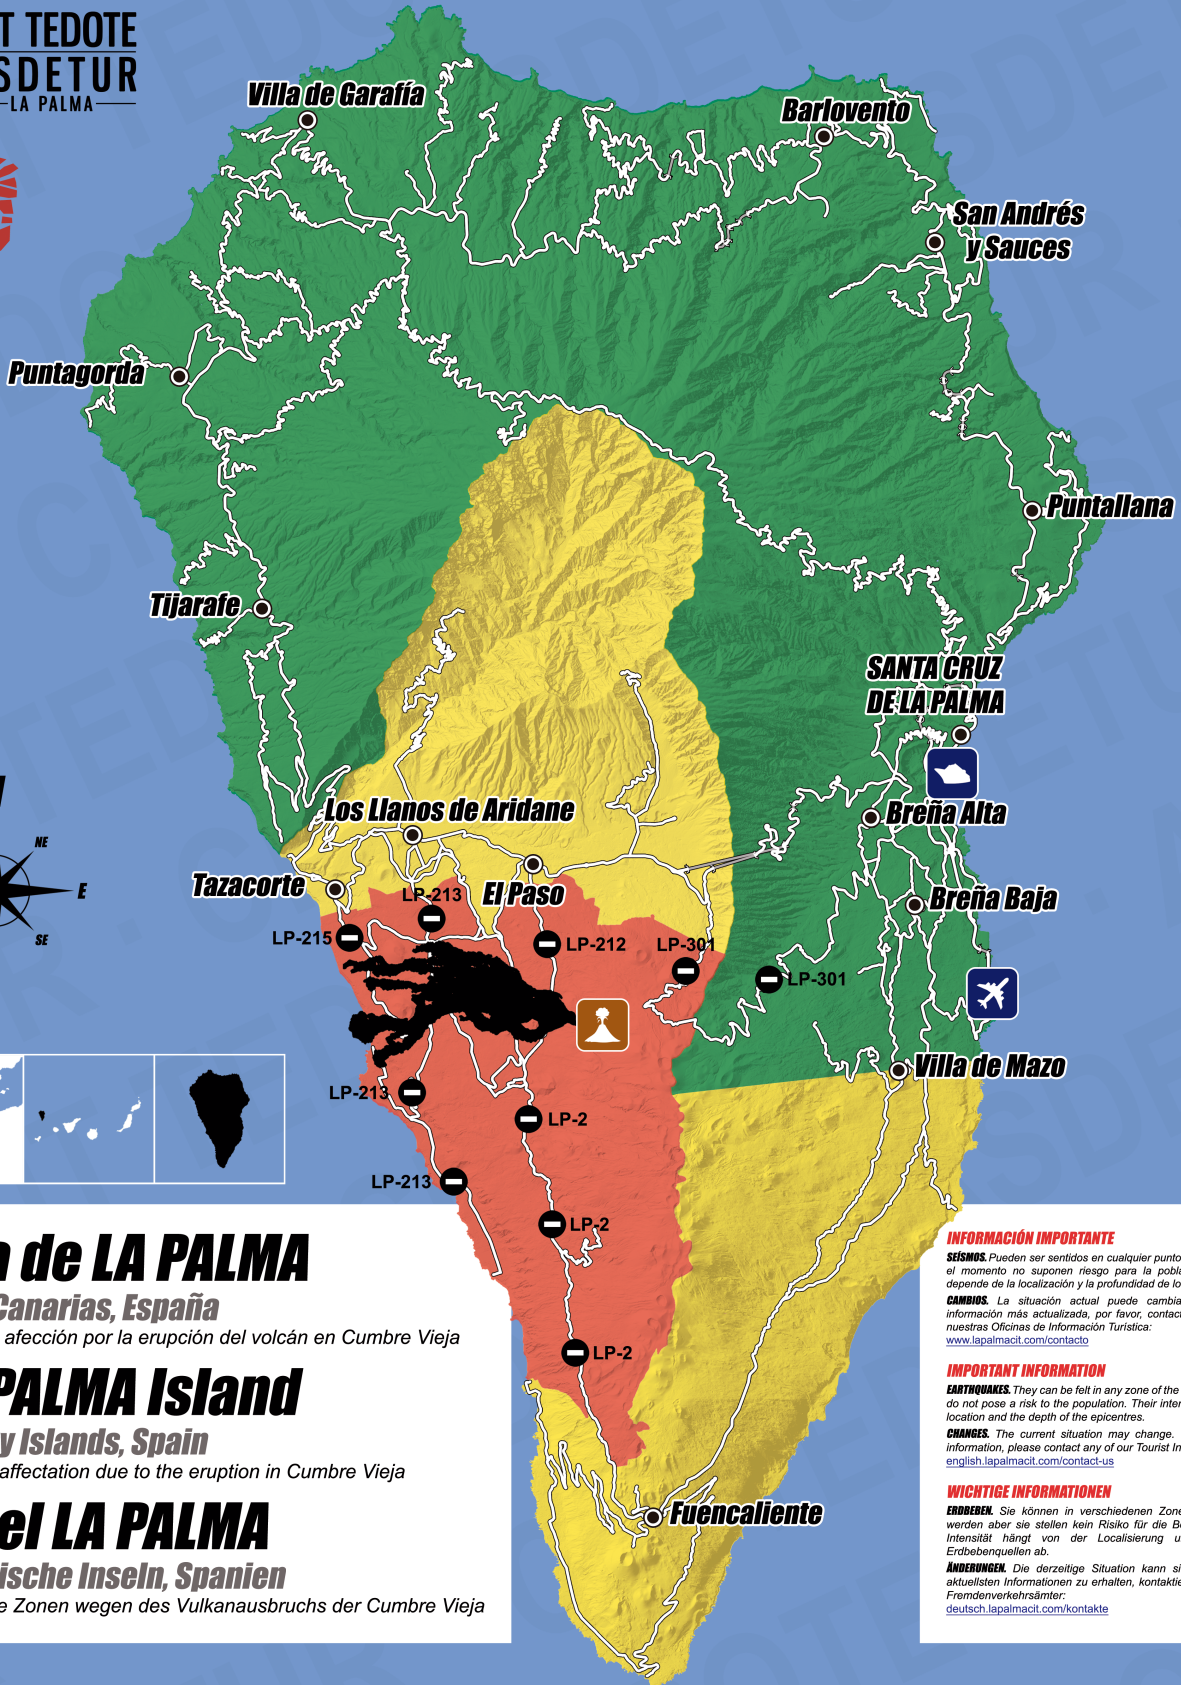 T TEDOTE
SDETUR
LA PALMA
Villa de Garafía
Barlovento
San Andrés
y Sauces
Puntagorda
Puntallana
Tijarafe
SANTA CRUZ
DE LA PALMA
Los Llanos de Aridane
Breña Alta
NE
E
SE
Tazacorte
El Paso
Breña Baja
LP-213
LP-215
LP-212
LP-301
LP-301
Villa de Mazo
LP-213
LP-2
LP-213
LP-2
LP-2
Fuencaliente
a de LA PALMA
Canarias, España
afección por la erupción del volcán en Cumbre Vieja
PALMA Island
y Islands, Spain
affectation due to the eruption in Cumbre Vieja
el LA PALMA
ische Inseln, Spanien
e Zonen wegen des Vulkanausbruchs der Cumbre Vieja
INFORMACIÓN IMPORTANTE
SEÍSMOS. Pueden ser sentidos en cualquier punto
el momento no suponen riesgo para la pobla
depende de la localización y la profundidad de lo
CAMBIOS. La situación actual puede cambia
información más actualizada, por favor, contac
nuestras Oficinas de Información Turística:
www.lapalmacit.com/contacto
IMPORTANT INFORMATION
EARTHQUAKES. They can be felt in any zone of the
do not pose a risk to the population. Their inter
location and the depth of the epicentres.
CHANGES. The current situation may change.
information, please contact any of our Tourist In
english.lapalmacit.com/contact-us
WICHTIGE INFORMATIONEN
ERDBEBEN. Sie können in verschiedenen Zone
werden aber sie stellen kein Risiko für die Be
Intensität hängt von der Localisierung u
Erdbebenquellen ab.
ÄNDERUNGEN. Die derzeitige Situation kann si
aktuellsten Informationen zu erhalten, kontaktie
Fremdenverkehrsämter:
deutsch.lapalmacit.com/kontakte